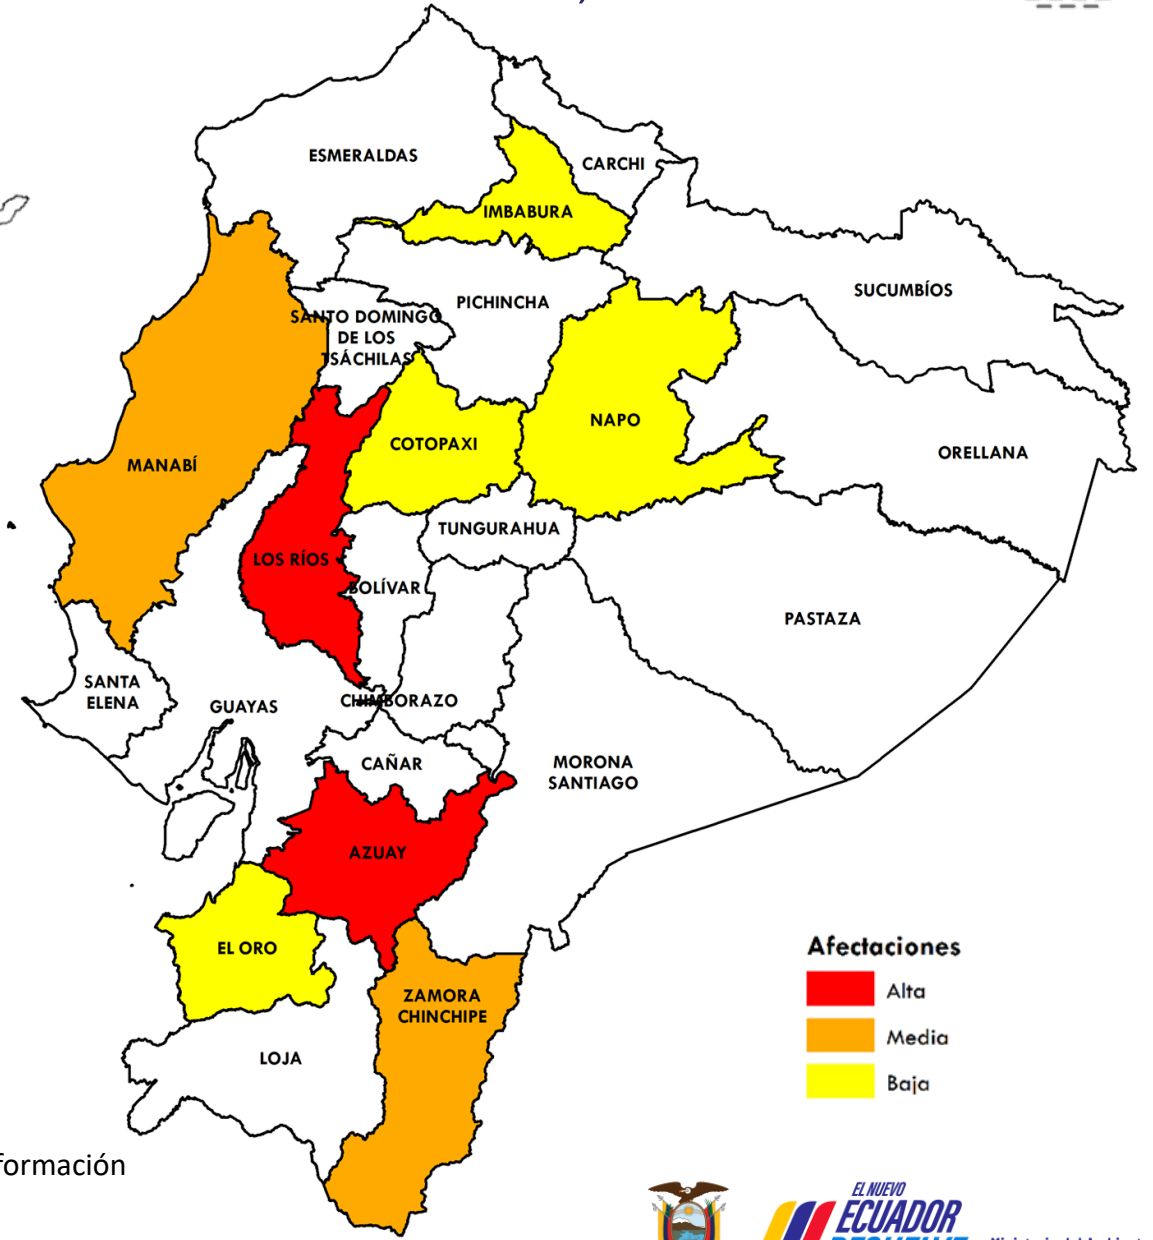 ESMERALDAS
CARCHI
IMBABURA
SUCUMBÍOS
PICHINCHA
SANTO DOMINGO
DE LOS
TSÁCHILAS
NAPO
COTOPAXI
ORELLANA
MANABÍ
TUNGURAHUA
LOS RÍOS
BOLÍVAR
PASTAZA
SANTA
ELENA
GUAYAS
CHIMBORAZO
CAÑAR
MORONA
SANTIAGO
AZUAY
EL ORO
ZAMORA
CHINCHIPE
LOJA
Afectaciones
Alta
Media
Baja
formación
EL NUEVO
ECUADOR